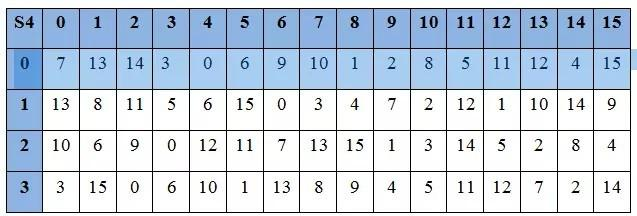 S4 0 1 2 3 4 5 6 7 8 9 10 11 12 13 14 15
0 7 13 14 3 0 6 9 10 1 2 8 5 11 12 4 15
1 13 8 11 5 6 15 0 3 4 7 2 12 1 10 14 9
2 10 6 9 0 12 11 7 13 15 1 3 14 5 2 8 4
3 3 15 0 6 10 1 13 8 9 4 5 11 12 7 2 14